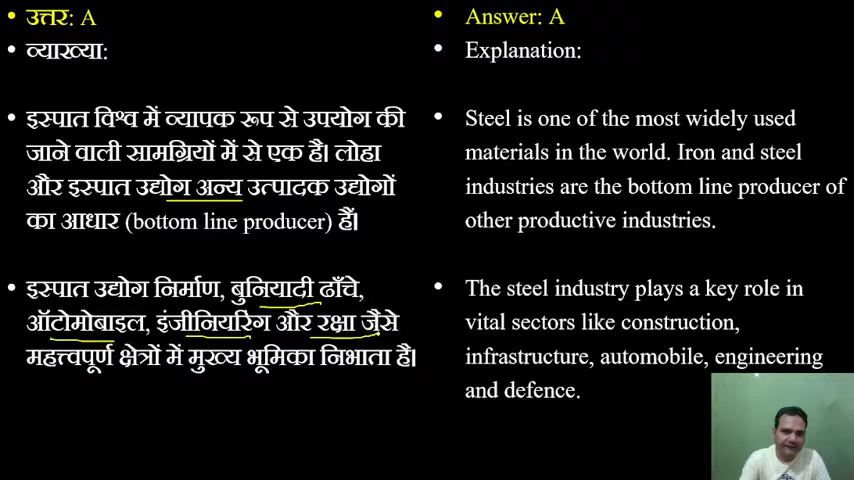 • उत्तर: A
• व्याख्या:
• इस्पात विश्व में व्यापक रूप से उपयोग की
जाने वाली सामग्रियों में से एक है। लोहा
और इस्पात उद्योग अन्य उत्पादक उद्योगों
का आधार (bottom line producer) हैं।
• इस्पात उद्योग निर्माण, बुनियादी ढाँचे,
ऑटोमोबाइल, इंजीनियरिंग और रक्षा जैसे
महत्त्वपूर्ण क्षेत्रों में मुख्य भूमिका निभाता है।
• Answer: A
• Explanation:
• Steel is one of the most widely used
materials in the world. Iron and steel
industries are the bottom line producer of
other productive industries.
• The steel industry plays a key role in
vital sectors like construction,
infrastructure, automobile, engineering
and defence.